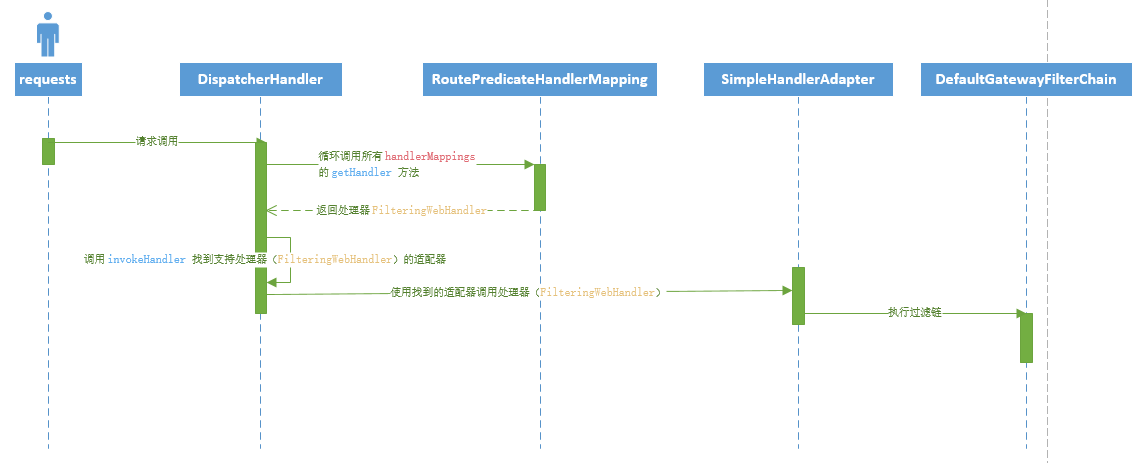 requests
DispatcherHandler
RoutePredicateHandlerMapping
SimpleHandlerAdapter
DefaultGatewayFilterChain
请求调用
循环调用所有 handlerMappings
的 getHandler 方法
返回处理器 FilteringWebHandler
调用 invokeHandler 找到支持处理器（FilteringWebHandler）的适配器
使用找到的适配器调用处理器（FilteringWebHandler）
执行过滤链